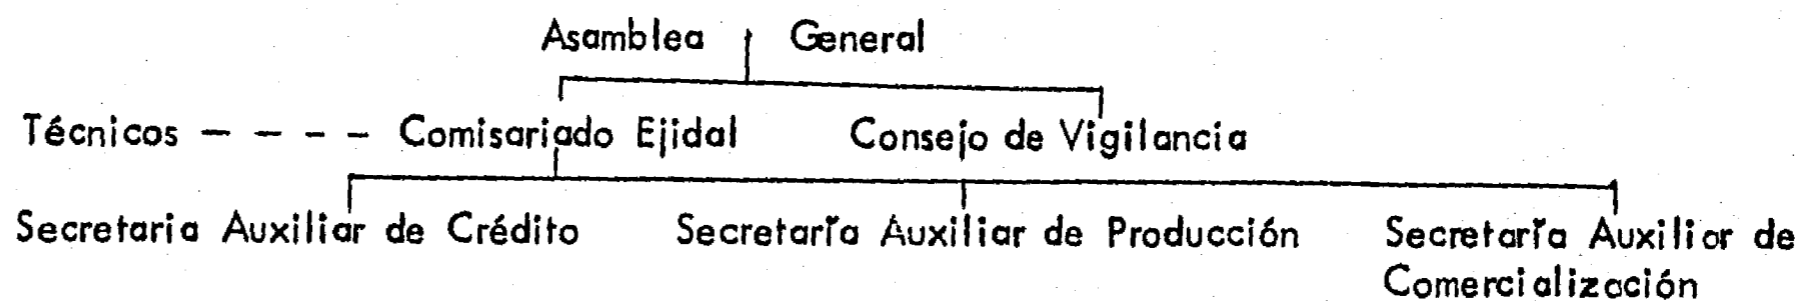 Asamblea General
Técnicos - - - - Comisariado Ejidal Consejo de Vigilancia
Secretaria Auxiliar de Crédito Secretaría Auxiliar de Producción Secretaría Auxiliar de
Comercialización